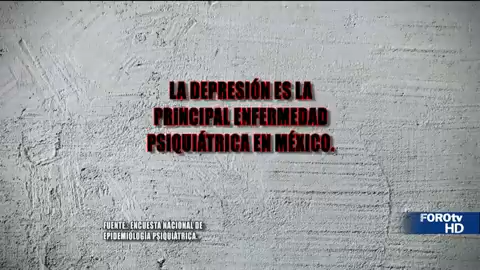 LA DEPRESIÓN ES LA
PRINCIPAL ENFERMEDAD
PSIQUIÁTRICA EN MÉXICO.
FUENTE.. ENCUESTA NACIONAL DE
EPIDEMIOLOGÍA PSIQUIÁTRICA.
FOROtv
HD